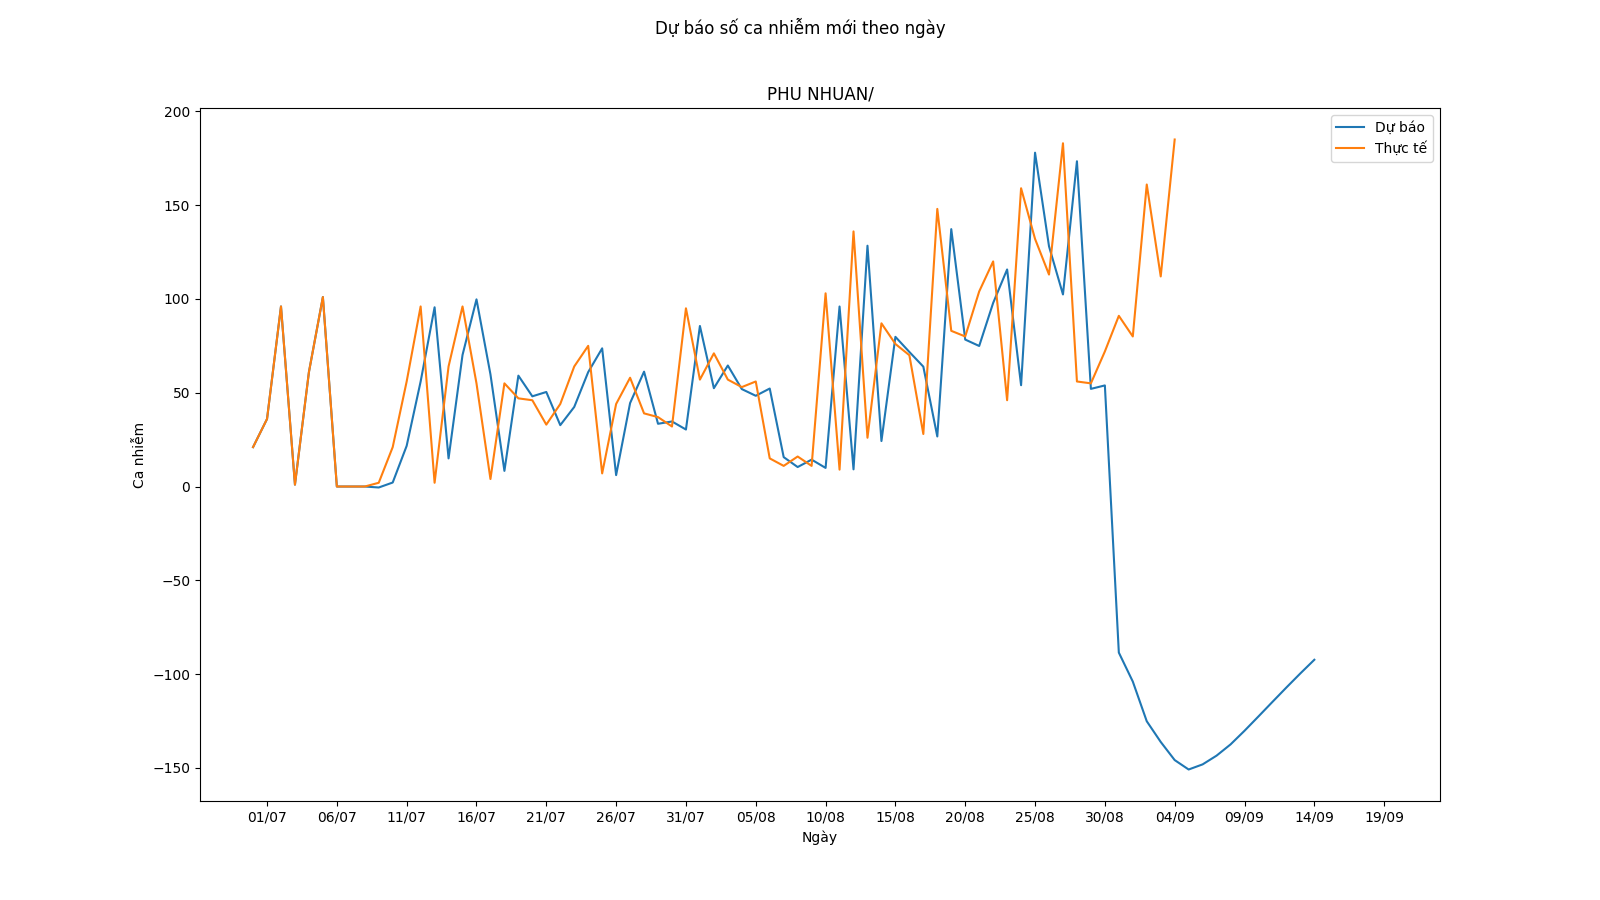 Dự báo số ca nhiễm mới theo ngày
PHU NHUAN/
Dự báo
Thực tế
200
150
100
50
0
−50
−100
−150
Ca nhiễm
01/07 06/07 11/07 16/07 21/07 26/07 31/07 05/08 10/08 15/08 20/08 25/08 30/08 04/09 09/09 14/09 19/09
Ngày